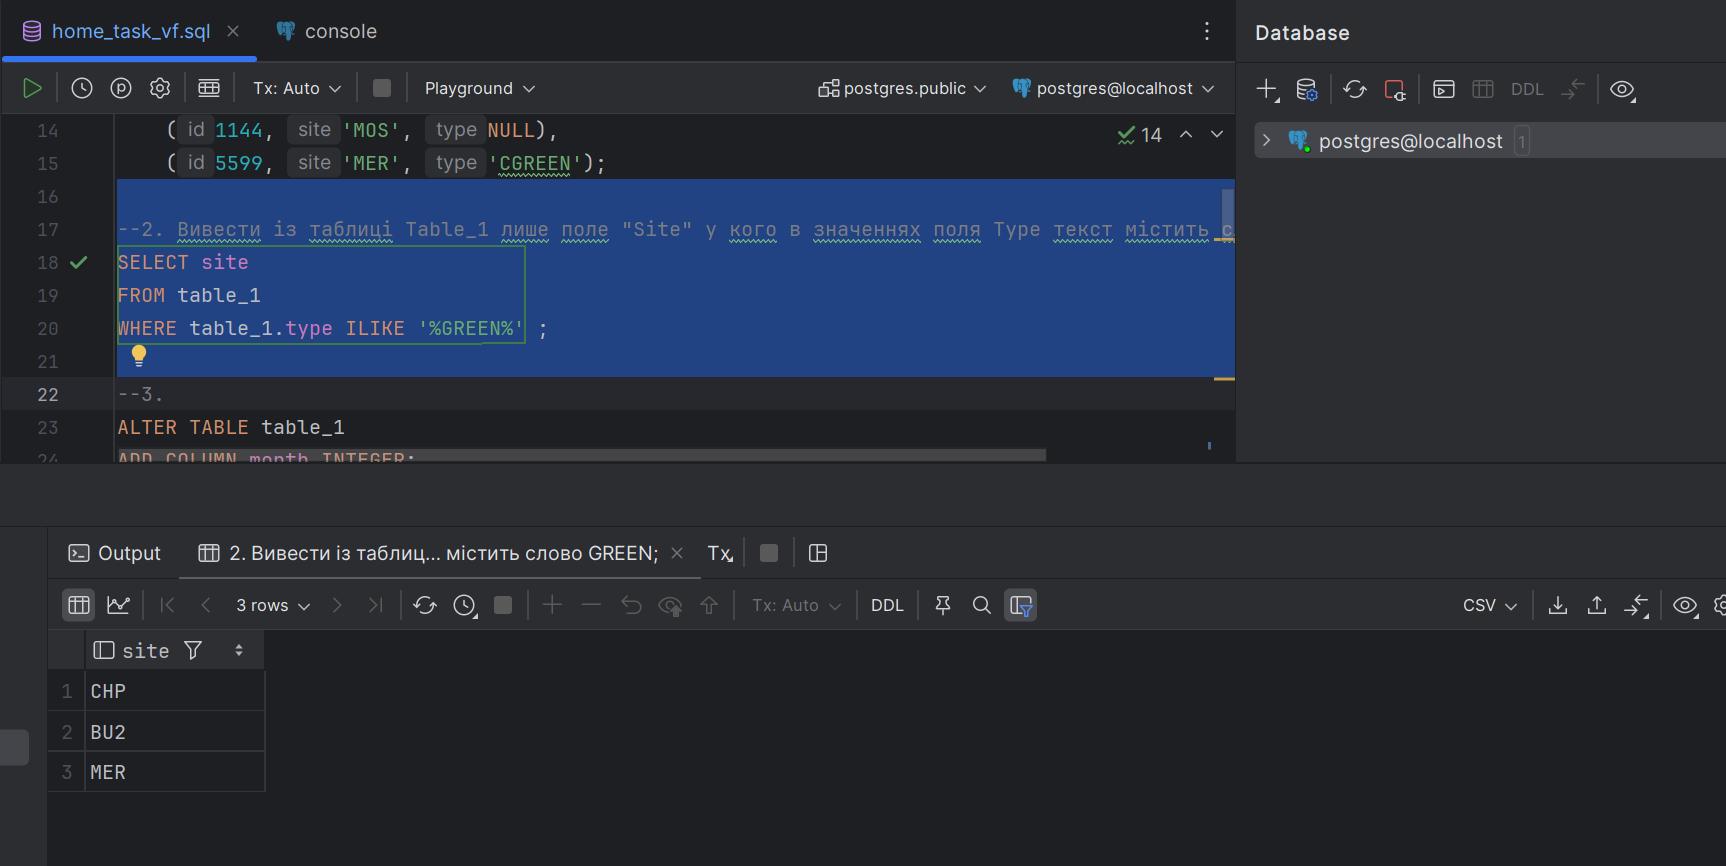 home_task_vf.sql
console
Database
Tx: Auto
Playground
postgres.public
postgres@localhost
DDL
postgres@localhost 1
14
14 ( id 1144, site 'MOS', type NULL),
15 ( id 5599, site 'MER', type 'CGREEN');
16
17 --2. Вивести із таблиці Table_1 лише поле "Site" у кого в значеннях поля Type текст містить с
18 SELECT site
19 FROM table_1
20 WHERE table_1.type ILIKE '%GREEN%' ;
21
22 --3.
23 ALTER TABLE table_1
24 ADD COLUMN month INTEGER;
Output
2. Вивести із таблиц... містить слово GREEN;
Tx
3 rows
Tx: Auto
DDL
CSV
site
1 CHP
2 BU2
3 MER